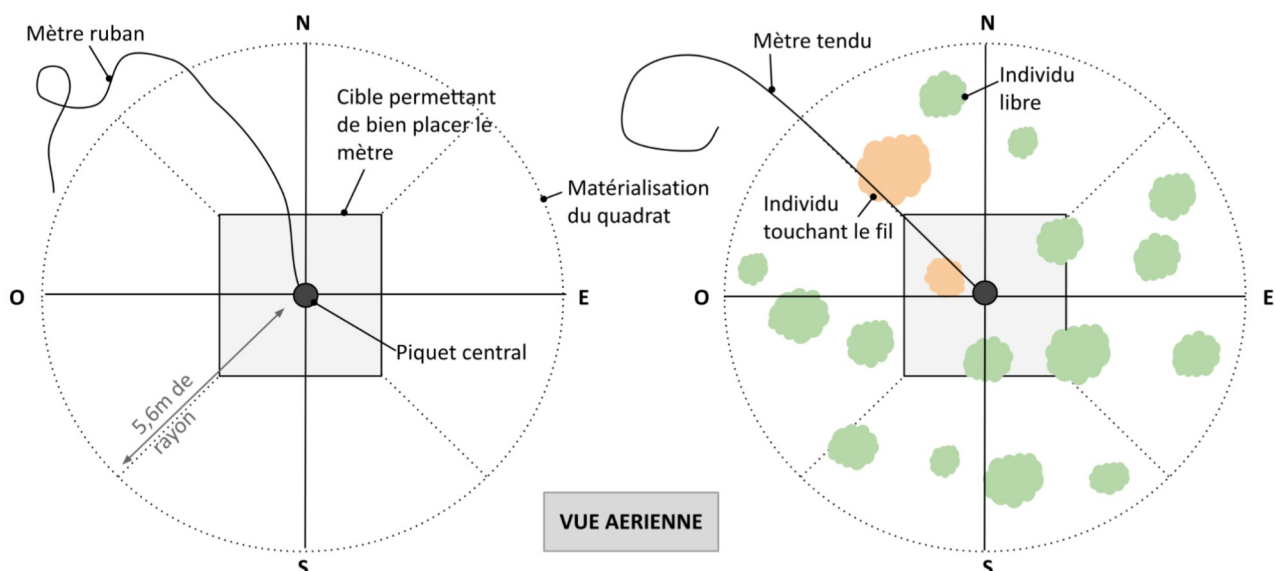 N
Mètre ruban
Cible permettant
de bien placer le
mètre
Matérialisation
du quadrat
O
E
Piquet central
5,6m de
rayon
S
N
Mètre tendu
Individu
libre
Individu
touchant le fil
O
E
S
VUE AERIENNE